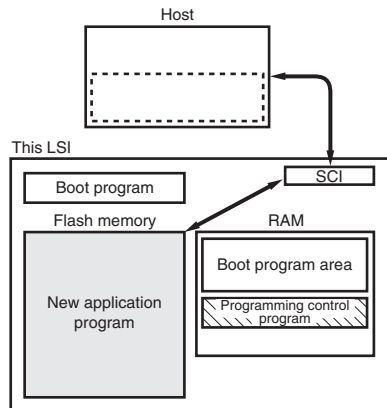 Host
This LSI
SCI
Boot program
Flash memory
RAM
Boot program area
New application
program
Programming control
program